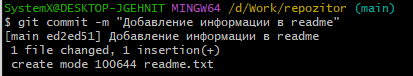 SystemX@DESKTOP-JGEHNIT MINGW64 /d/Work/repozitor (main)
$ git commit -m "Добавление информации в readme"
[main ed2ed51] Добавление информации в readme
 1 file changed, 1 insertion(+)
 create mode 100644 readme.txt